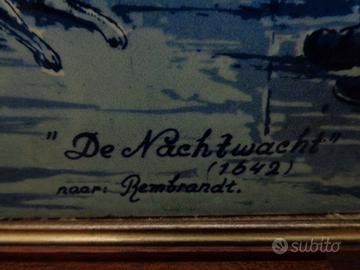 "De Nachtwacht"
(1642)
naar: Rembrandt.
subito